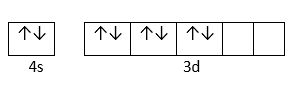 ↑↓ ↑↓ ↑↓ ↑↓
4s 3d